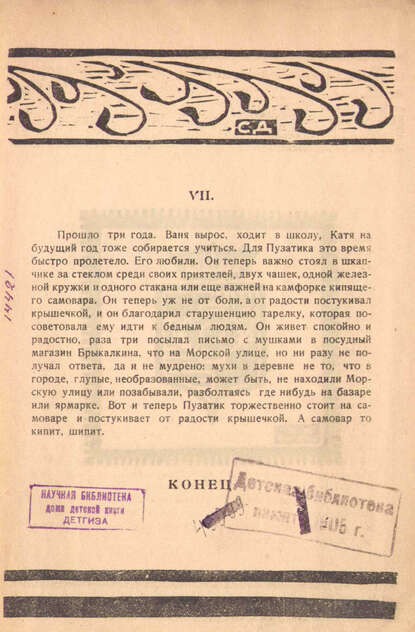 С.Д.
VII.
Прошло три года. Ваня вырос. ходит в школу, Катя на
будущий год тоже собирается учиться. Для Пузатика это время
быстро пролетело. Его любили. Он теперь важно стоял в шкап-
чике за стеклом среди своих приятелей, двух чашек, одной желез-
ной кружки и одного стакана или еще важней на камфорке кипяще-
го самовара. Он теперь уж не от боли, а от радости постукивал
крышечкой, и он благодарил старушенцию тарелку, которая по-
советовала ему идти к бедным людям. Он живет спокойно и
радостно, раза три посылал письмо с мушками в посудный
магазин Брыкалкина, что на Морской улице, но ни разу не по-
лучал ответа, да и не мудрено: мухи в деревне не то, что в
городе, глупые, необразованные, может быть, не находили Мор-
скую улицу или позабывали, разболтаясь где нибудь на базаре
или ярмарке. Вот и теперь Пузатик торжественно стоит на са-
моваре и постукивает от радости крышечкой. А самовар то
кипит, шипит.
КОНЕЦ
14481
НАУЧНАЯ БИБЛИОТЕКА
дома детской книги
ДЕТГИЗА
Детская библиотека